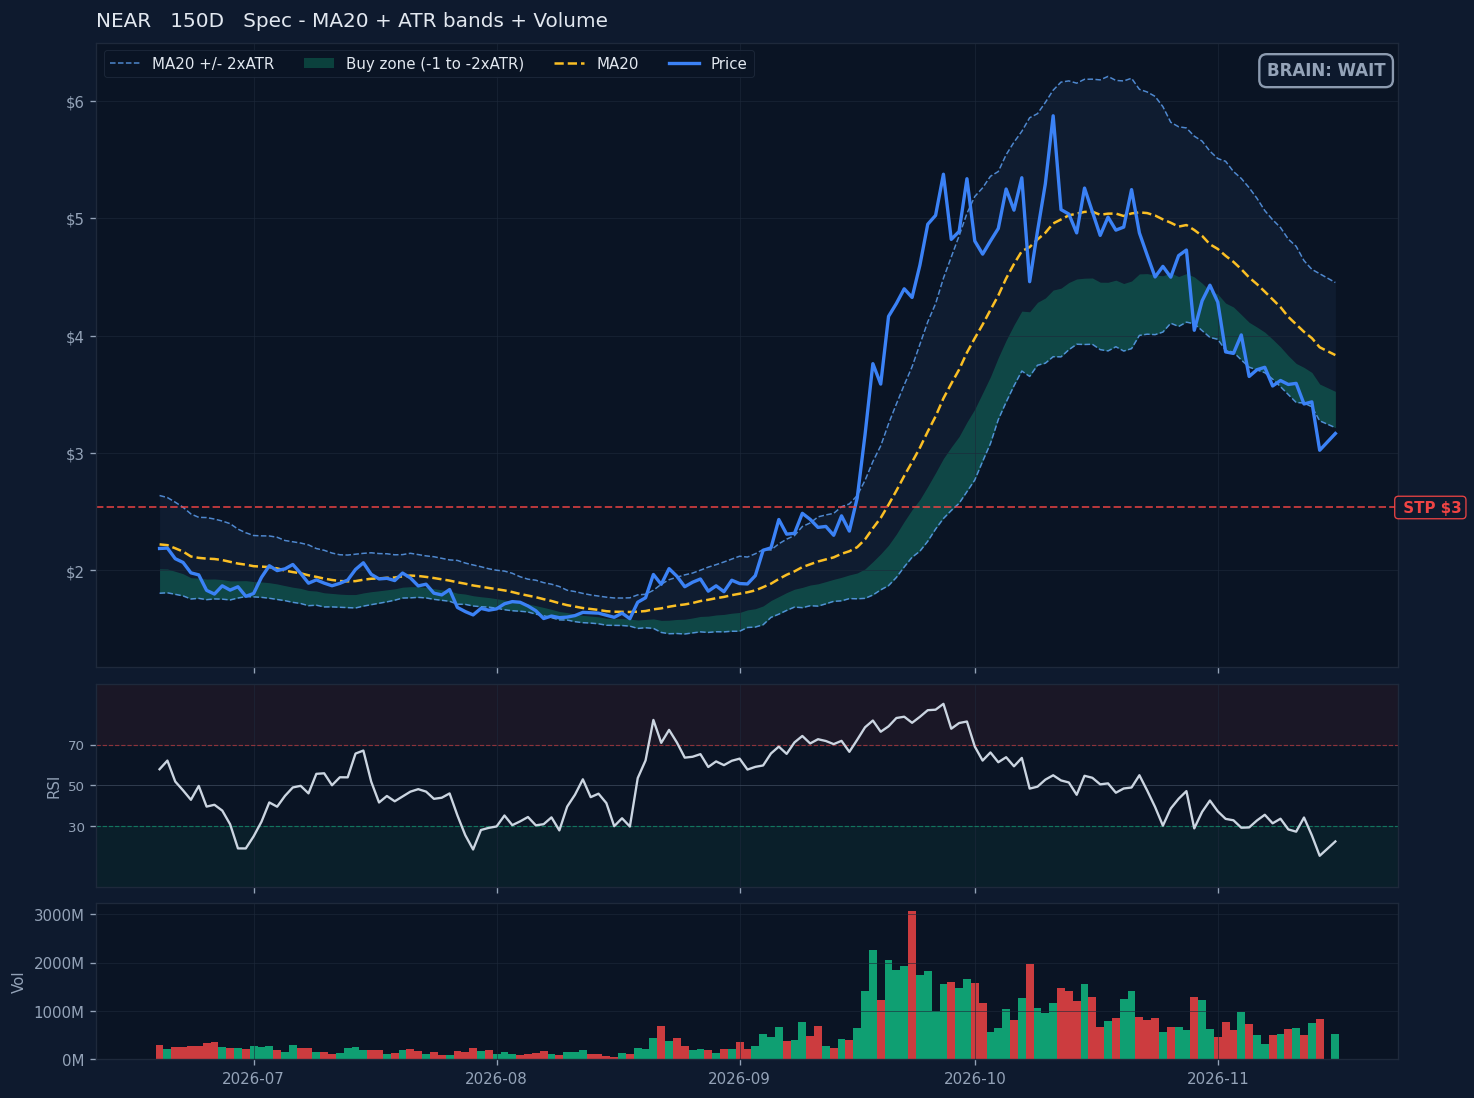 NEAR   150D   Spec - MA20 + ATR bands + Volume
MA20 +/- 2xATR   Buy zone (-1 to -2xATR)   MA20   Price
BRAIN: WAIT
$6
$5
$4
$3
STP $3
$2
RSI
70
50
30
Vol
3000M
2000M
1000M
0M
2026-07   2026-08   2026-09   2026-10   2026-11